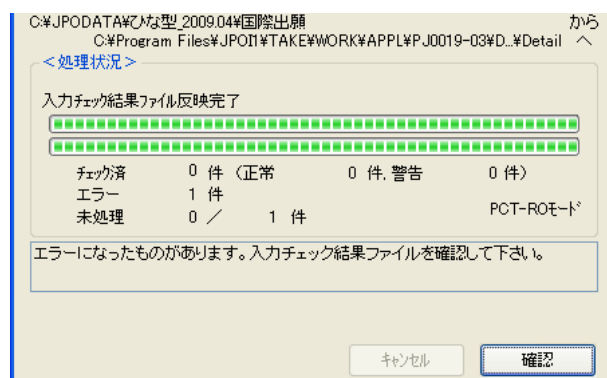 C:¥JPODATA¥ひな型_2009.04¥国際出願 から
C:¥Program Files¥JPOI1¥TAKE¥WORK¥APPL¥PJ0019-03¥D...¥Detail へ
＜処理状況＞
入力ﾁｪｯｸ結果ﾌｧｲﾙ反映完了
ﾁｪｯｸ済 0 件 （正常 0 件, 警告 0 件）
エラー 1 件
未処理 0 ／ 1 件
PCT-ROﾓｰﾄﾞ
エラーになったものがあります。入力チェック結果ファイルを確認して下さい。
ｷｬﾝｾﾙ 確認